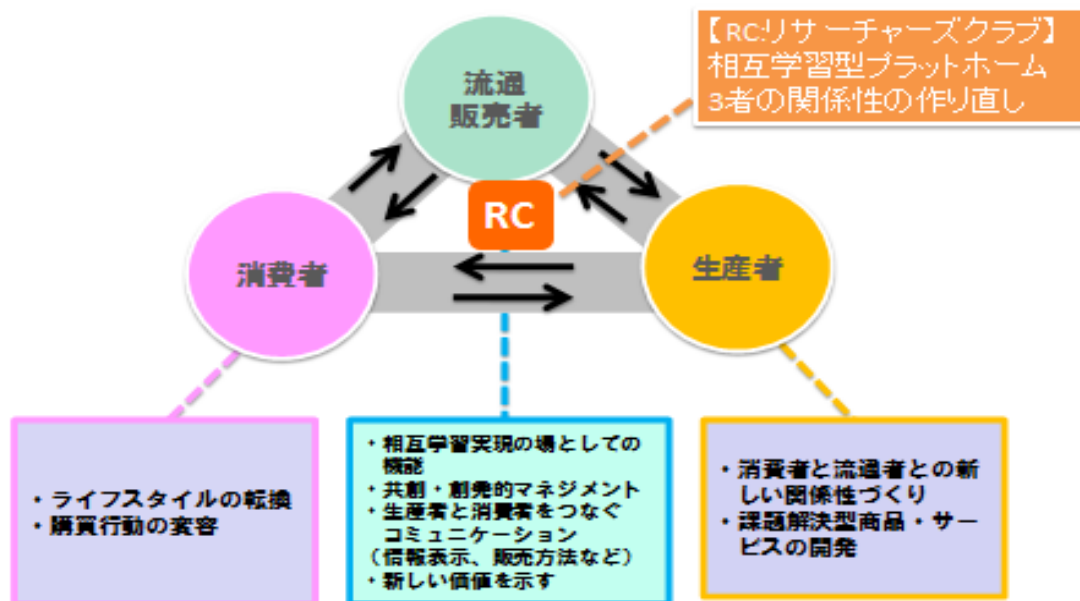 【RC:リサーチャーズクラブ】
相互学習型プラットホーム
3者の関係性の作り直し
流通
販売者
RC
消費者
生産者
・ライフスタイルの転換
・購買行動の変容
・相互学習実現の場としての
機能
・共創・創発的マネジメント
・生産者と消費者をつなぐ
コミュニケーション
（情報表示、販売方法など）
・新しい価値を示す
・消費者と流通者との新
しい関係性づくり
・課題解決型商品・サー
ビスの開発